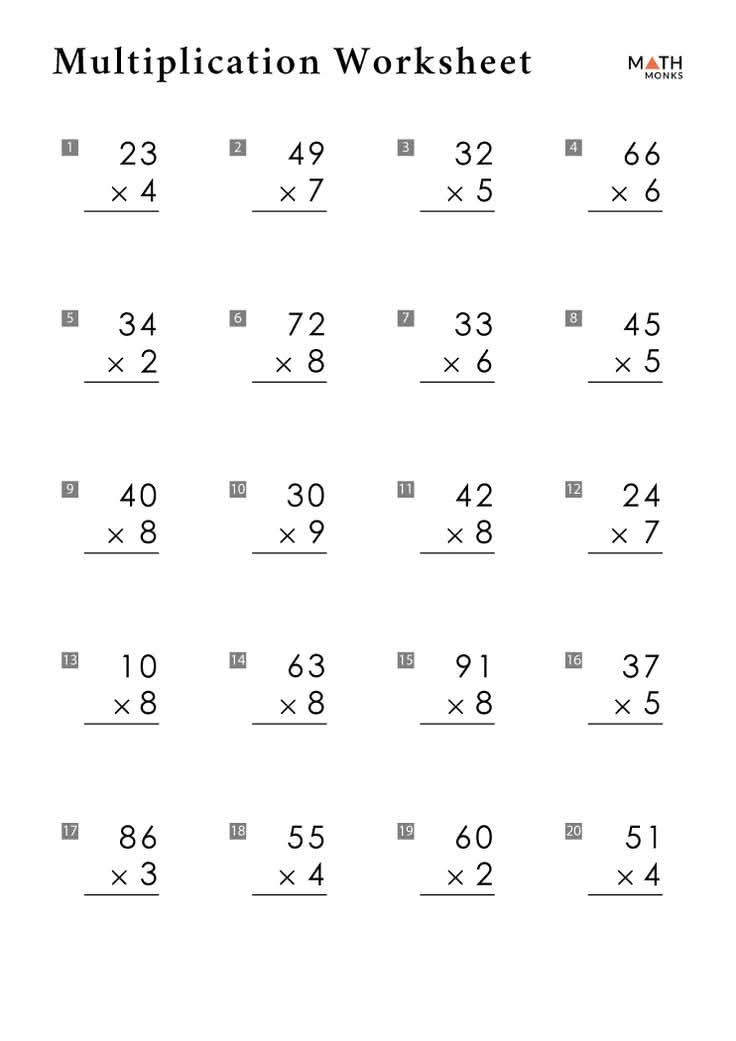 Multiplication Worksheet
MATH
MONKS
1 23 2 49 3 32 4 66
× 4 × 7 × 5 × 6
5 34 6 72 7 33 8 45
× 2 × 8 × 6 × 5
9 40 10 30 11 42 12 24
× 8 × 9 × 8 × 7
13 10 14 63 15 91 16 37
× 8 × 8 × 8 × 5
17 86 18 55 19 60 20 51
× 3 × 4 × 2 × 4